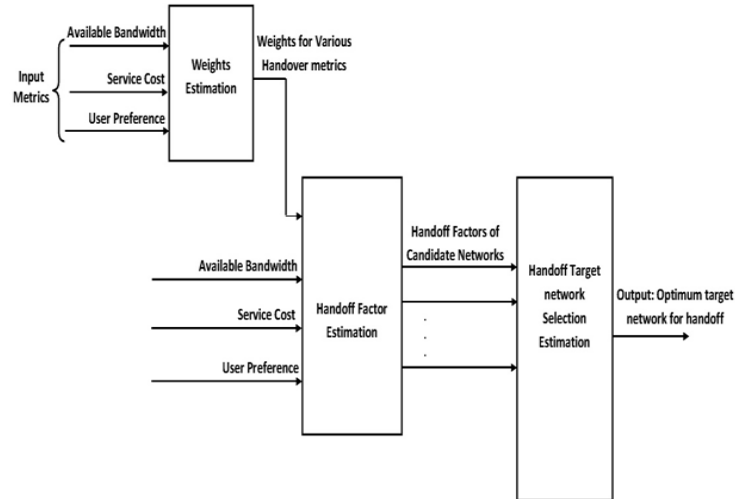 Available Bandwidth
Input
Metrics
Service Cost
User Preference
Weights
Estimation
Weights for Various
Handover metrics
Available Bandwidth
Service Cost
User Preference
Handoff Factor
Estimation
Handoff Factors of
Candidate Networks
Handoff Target
network
Selection
Estimation
Output: Optimum target
network for handoff